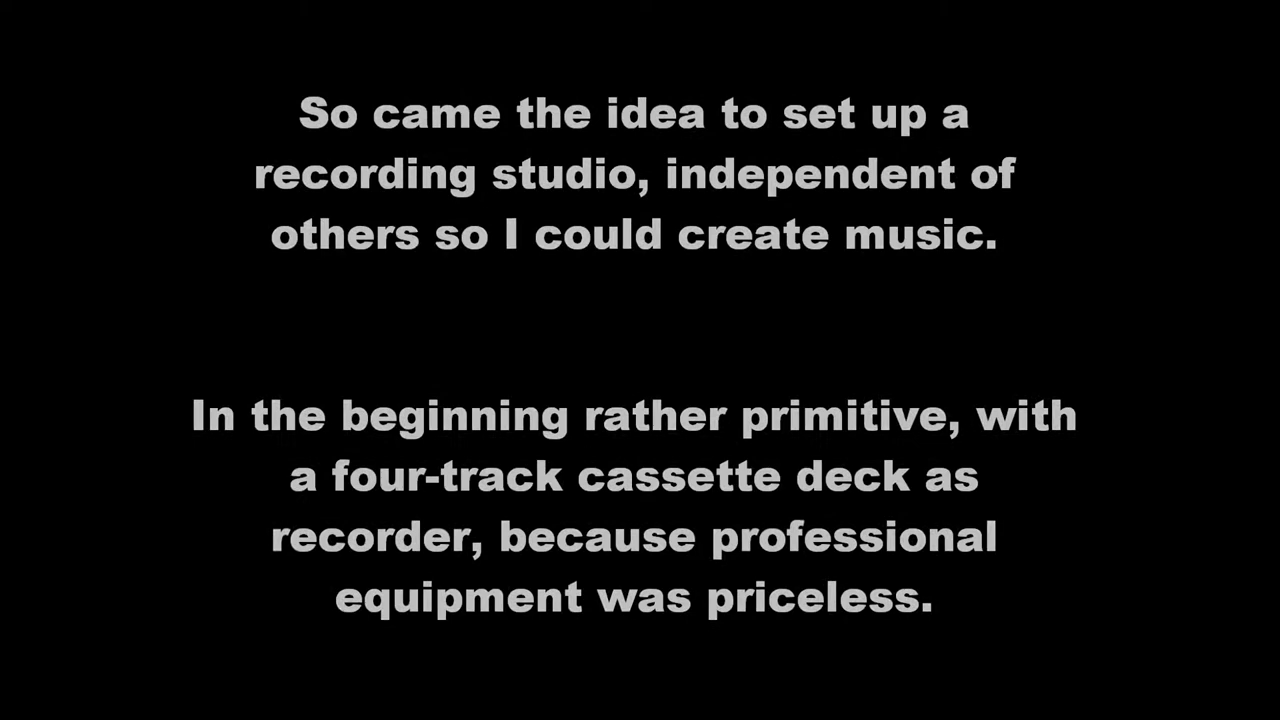 So came the idea to set up a
recording studio, independent of
others so I could create music.
In the beginning rather primitive, with
a four-track cassette deck as
recorder, because professional
equipment was priceless.